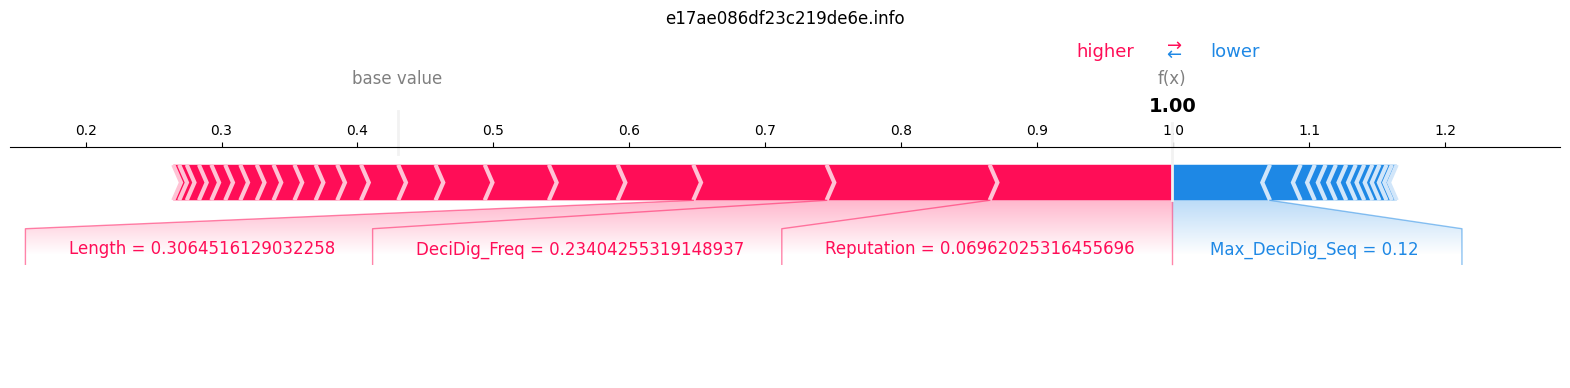 e17ae086df23c219de6e.info
higher ⇄ lower
base value f(x)
1.00
0.2 0.3 0.4 0.5 0.6 0.7 0.8 0.9 1.0 1.1 1.2
Length = 0.3064516129032258 DeciDig_Freq = 0.23404255319148937 Reputation = 0.06962025316455696 Max_DeciDig_Seq = 0.12